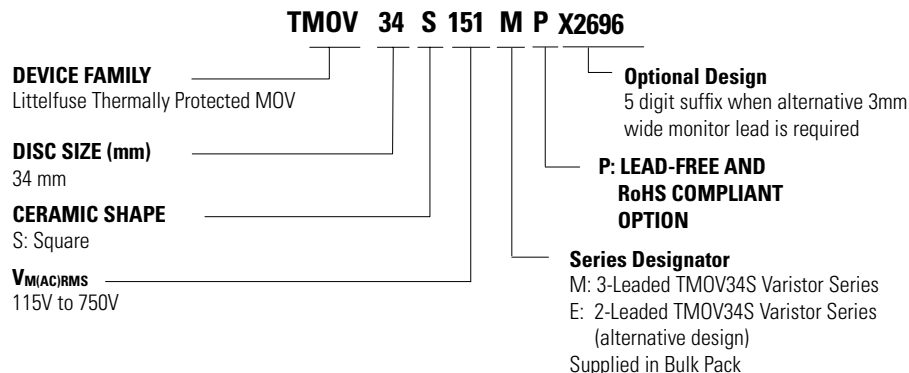 TMOV 34 S 151 M P X2696
DEVICE FAMILY
Littelfuse Thermally Protected MOV
DISC SIZE (mm)
34 mm
CERAMIC SHAPE
S: Square
VM(AC)RMS
115V to 750V
Optional Design
5 digit suffix when alternative 3mm
wide monitor lead is required
P: LEAD-FREE AND
RoHS COMPLIANT
OPTION
Series Designator
M: 3-Leaded TMOV34S Varistor Series
E: 2-Leaded TMOV34S Varistor Series
(alternative design)
Supplied in Bulk Pack